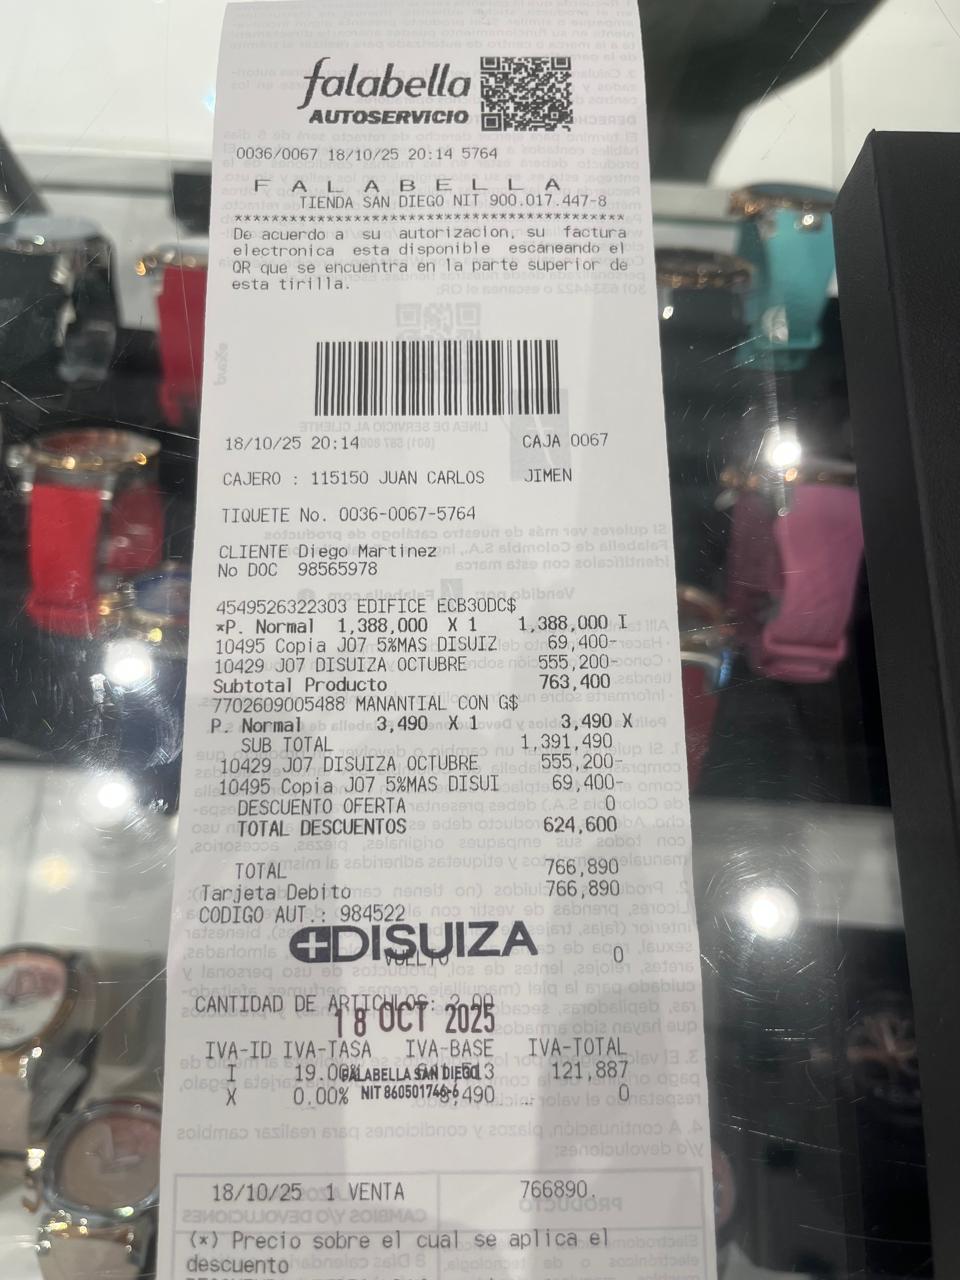 falabella
AUTOSERVICIO
0036/0067 18/10/25 20:14 5764
F A L A B E L L A
TIENDA SAN DIEGO NIT 900.017.447-8
**************************************************
De acuerdo a su autorizacion, su factura
electronica esta disponible escaneando el
QR que se encuentra en la parte superior de
esta tirilla.
18/10/25 20:14 CAJA 0067
CAJERO : 115150 JUAN CARLOS JIMEN
TIQUETE No. 0036-0067-5764
CLIENTE Diego Martinez
No DOC 98565978
4549526322303 EDIFICE ECB30DC$
*P. Normal 1,388,000 X 1 1,388,000 I
10495 Copia J07 5%MAS DISUIZ 69,400-
10429 J07 DISUIZA OCTUBRE 555,200-
Subtotal Producto 763,400
7702609005488 MANANTIAL CON G$
P. Normal 3,490 X 1 3,490 X
SUB TOTAL 1,391,490
10429 J07 DISUIZA OCTUBRE 555,200-
10495 Copia J07 5%MAS DISUI 69,400-
DESCUENTO OFERTA 0
TOTAL DESCUENTOS 624,600
TOTAL 766,890
Tarjeta Debito 766,890
CODIGO AUT.: 984522
DISUIZA
VUELTO 0
CANTIDAD DE ARTICULOS: 2.00
18 OCT 2025
IVA-ID IVA-TASA IVA-BASE IVA-TOTAL
I 19.00% 121,887
FALABELLA SAN DIEGO
X 0.00% 3,490 0
NIT 860501746-6
18/10/25 1 VENTA 766890.
(*) Precio sobre el cual se aplica el
descuento